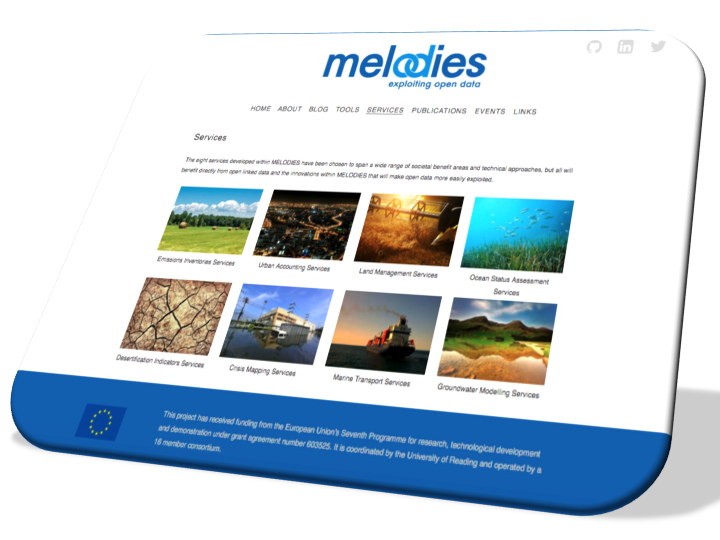 melodies
exploiting open data
HOME ABOUT BLOG TOOLS SERVICES PUBLICATIONS EVENTS LINKS
Services
The eight services developed within MELODIES have been chosen to span a wide range of societal benefit areas and technical approaches, but all will
benefit directly from open linked data and the innovations within MELODIES that will make open data more easily exploited.
Emissions Inventories Services
Urban Accounting Services
Land Management Services
Ocean Status Assessment
Services
Desertification Indicators Services
Crisis Mapping Services
Marine Transport Services
Groundwater Modelling Services
This project has received funding from the European Union's Seventh Programme for research, technological development
and demonstration under grant agreement number 603525. It is coordinated by the University of Reading and operated by a
16 member consortium.